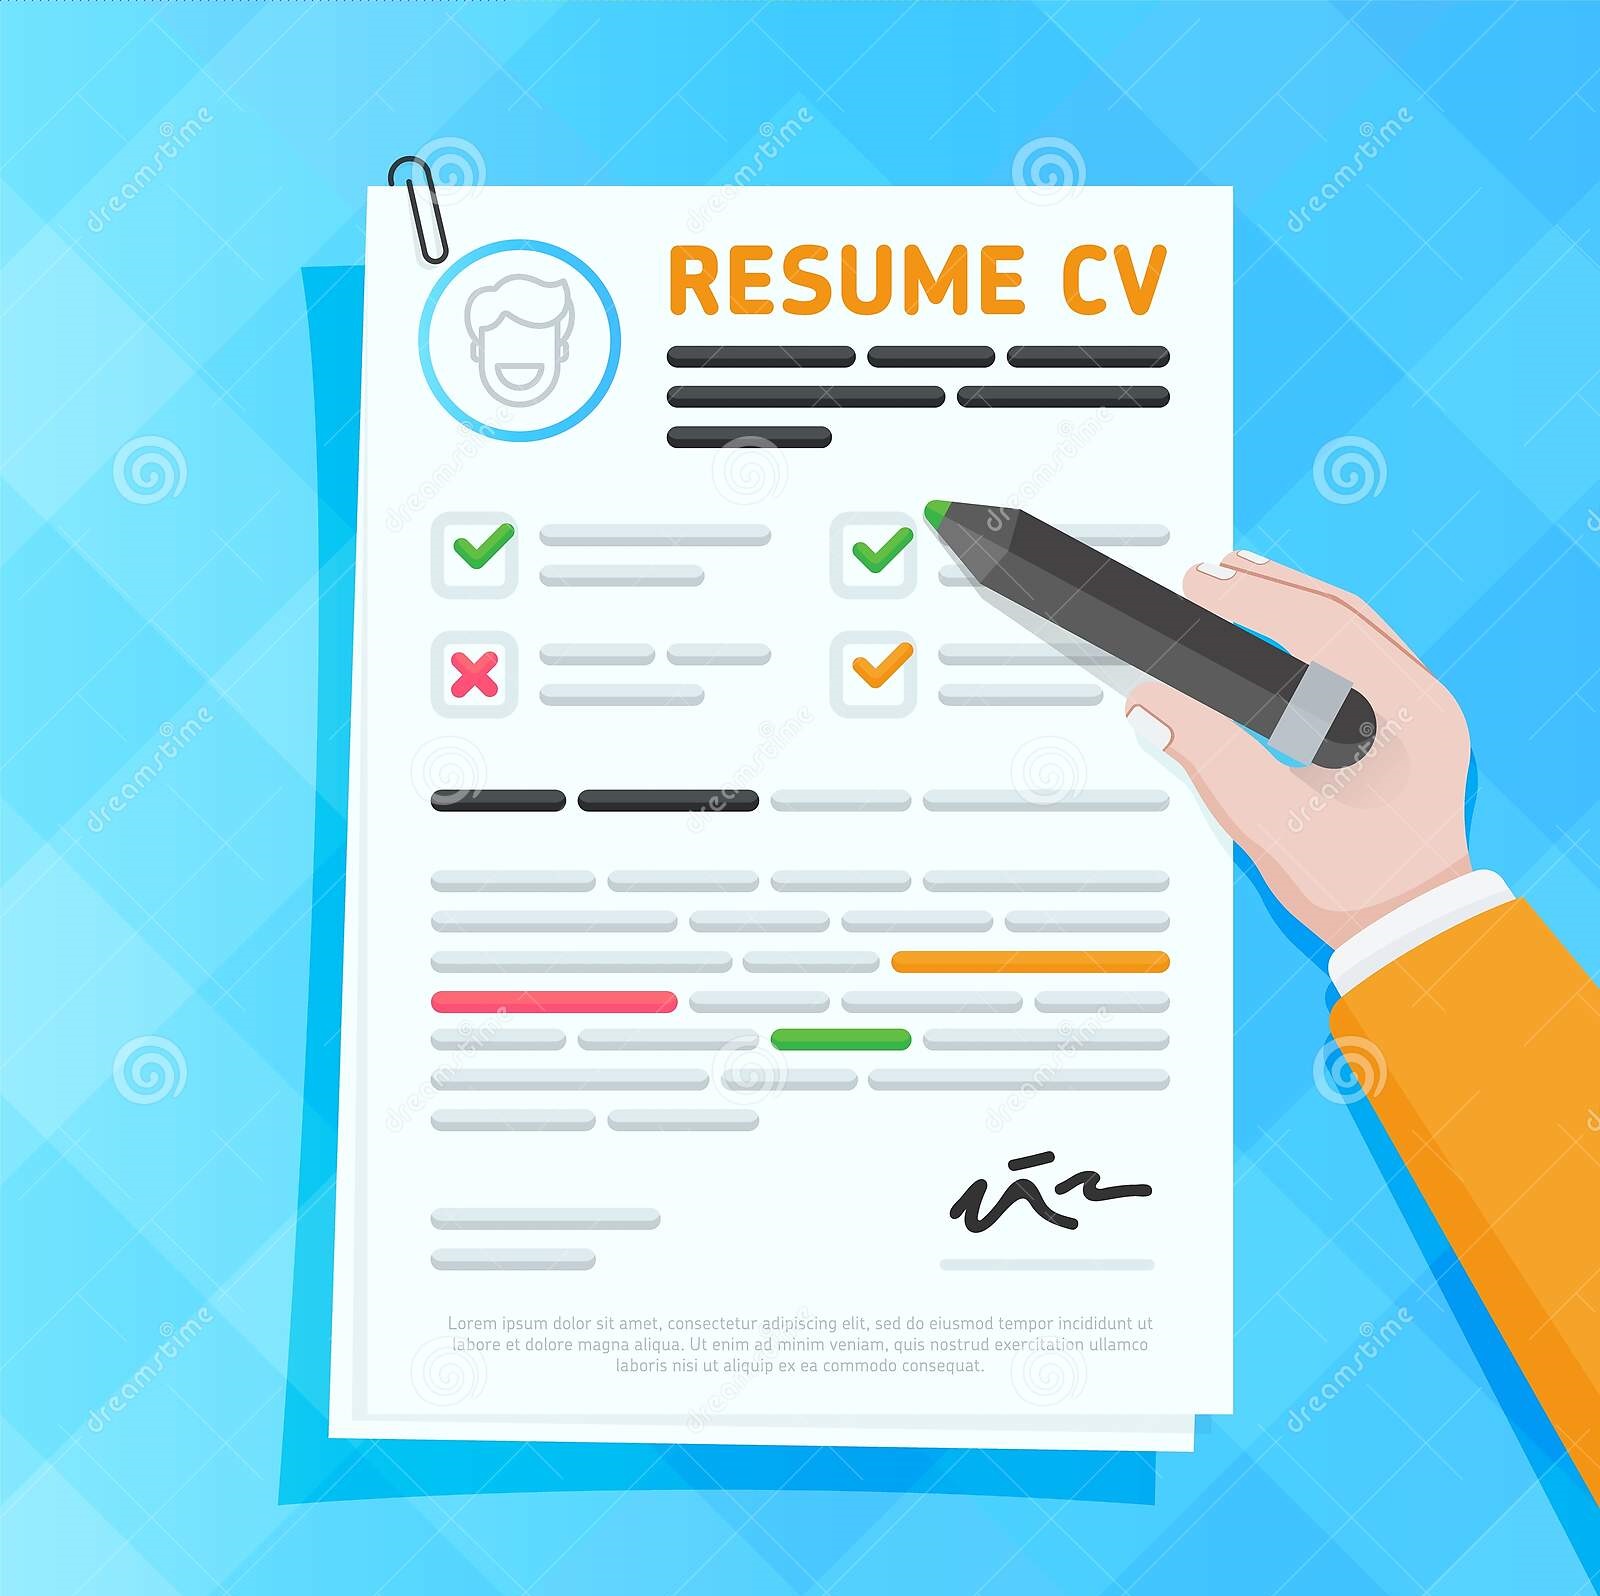 RESUME CV
Lorem ipsum dolor sit amet, consectetur adipiscing elit, sed do eiusmod tempor incididunt ut
labore et dolore magna aliqua. Ut enim ad minim veniam, quis nostrud exercitation ullamco
laboris nisi ut aliquip ex ea commodo consequat.
dreamstime